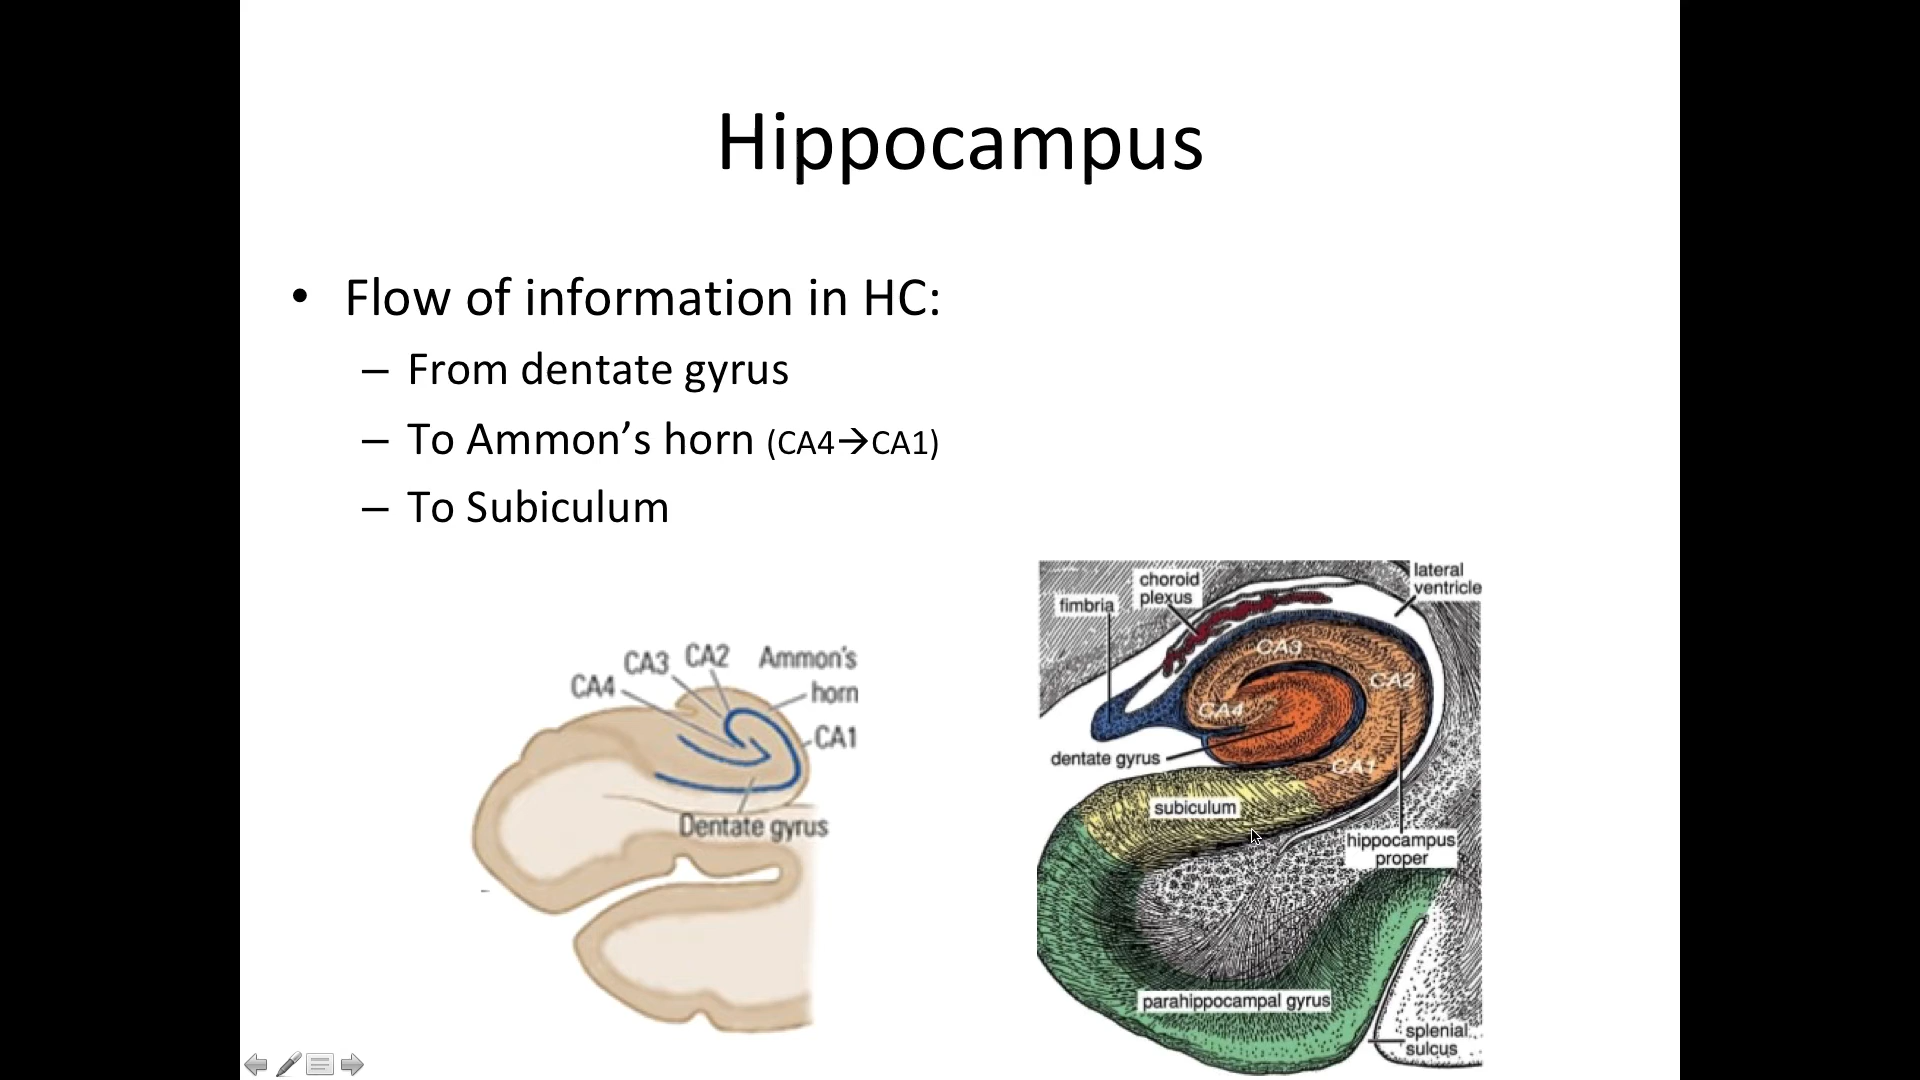 Hippocampus
• Flow of information in HC:
– From dentate gyrus
– To Ammon's horn (CA4→CA1)
– To Subiculum
CA4
CA3
CA2
Ammon's
horn
CA1
Dentate gyrus
fimbria
choroid
plexus
lateral
ventricle
CA3
CA2
CA4
dentate gyrus
CA1
subiculum
hippocampus
proper
parahippocampal gyrus
splenial
sulcus